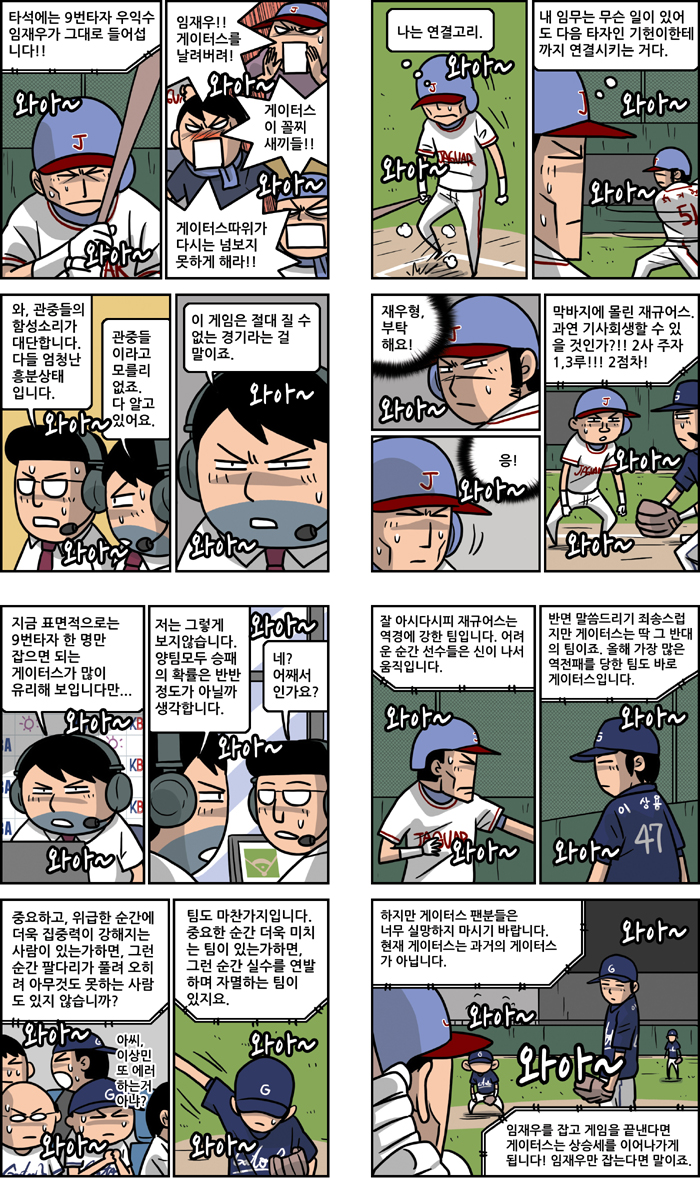 타석에는 9번타자 우익수
임재우가 그대로 들어섭
니다!!
와아~
J
와아~
임재우!!
게이터스를
날려버려!
와아~
게이터스
이 꼴찌
새끼들!!
와아~
게이터스따위가
다시는 넘보지
못하게 해라!!
나는 연결고리.
와아~
J
와아~
JAGUAR
내 임무는 무슨 일이 있어
도 다음 타자인 기헌이한테
까지 연결시키는 거다.
J
와아~
51
와, 관중들의
함성소리가
대단합니다.
다들 엄청난
흥분상태
입니다.
와아~
관중들
이라고
모를리
없죠.
다 알고
있어요.
와아~
이 게임은 절대 질 수
없는 경기라는 걸
말이죠.
와아~
와아~
재우형,
부탁
해요!
J
와아~
응!
J
와아~
막바지에 몰린 재규어스.
과연 기사회생할 수 있
을 것인가?!! 2사 주자
1,3루!!! 2점차!
J
G
와아~
JAGUAR
와아~
지금 표면적으로는
9번타자 한 명만
잡으면 되는
게이터스가 많이
유리해 보입니다만...
와아~
KB
KB
와아~
저는 그렇게
보지않습니다.
양팀모두 승패
의 확률은 반반
정도가 아닐까
생각합니다.
와아~
네?
어째서
인가요?
와아~
잘 아시다시피 재규어스는
역경에 강한 팀입니다. 어려
운 순간 선수들은 신이 나서
움직입니다.
와아~
J
JAGUAR
와아~
반면 말씀드리기 죄송스럽
지만 게이터스는 딱 그 반대
의 팀이죠. 올해 가장 많은
역전패를 당한 팀도 바로
게이터스입니다.
와아~
G
이상용
47
와아~
중요하고, 위급한 순간에
더욱 집중력이 강해지는
사람이 있는가하면, 그런
순간 팔다리가 풀려 오히
려 아무것도 못하는 사람
도 있지 않습니까?
와아~
아씨,
이상민
또 에러
하는거
아냐?
G
와아~
팀도 마찬가지입니다.
중요한 순간 더욱 미치
는 팀이 있는가하면,
그런 순간 실수를 연발
하며 자멸하는 팀이
있지요.
와아~
G
와아~
하지만 게이터스 팬분들은
너무 실망하지 마시기 바랍니다.
현재 게이터스는 과거의 게이터스
가 아닙니다.
와아~
G
와아~
J
와아~
임재우를 잡고 게임을 끝낸다면
게이터스는 상승세를 이어나가게
됩니다! 임재우만 잡는다면 말이죠.